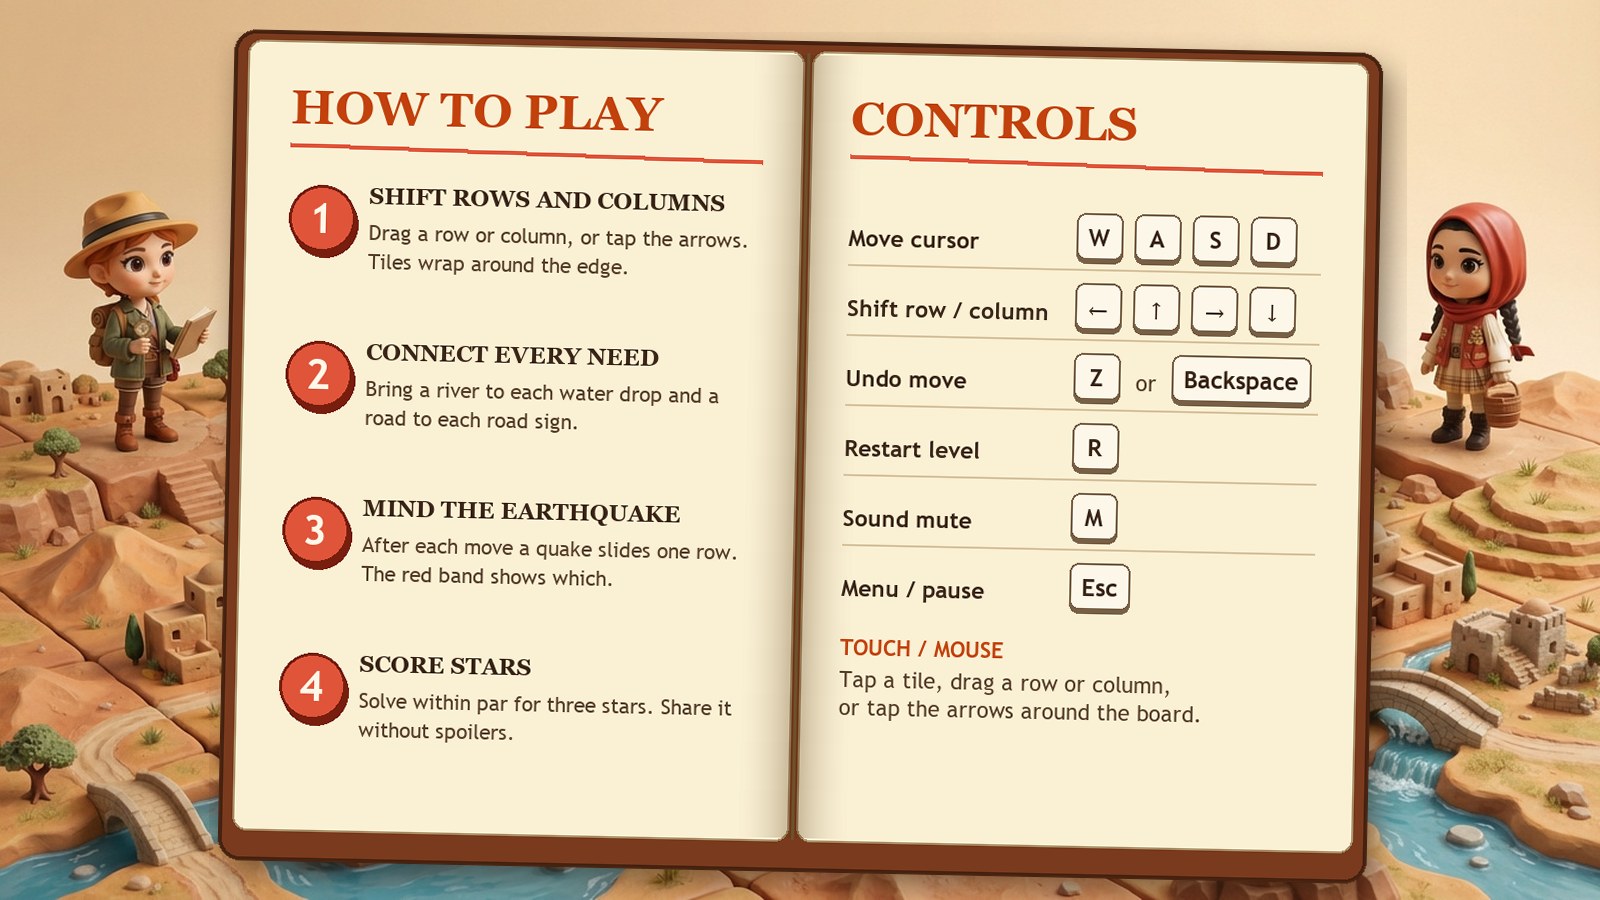 HOW TO PLAY
1
SHIFT ROWS AND COLUMNS
Drag a row or column, or tap the arrows.
Tiles wrap around the edge.
2
CONNECT EVERY NEED
Bring a river to each water drop and a
road to each road sign.
3
MIND THE EARTHQUAKE
After each move a quake slides one row.
The red band shows which.
4
SCORE STARS
Solve within par for three stars. Share it
without spoilers.
CONTROLS
Move cursor W A S D
Shift row / column ← ↑ → ↓
Undo move Z or Backspace
Restart level R
Sound mute M
Menu / pause Esc
TOUCH / MOUSE
Tap a tile, drag a row or column,
or tap the arrows around the board.